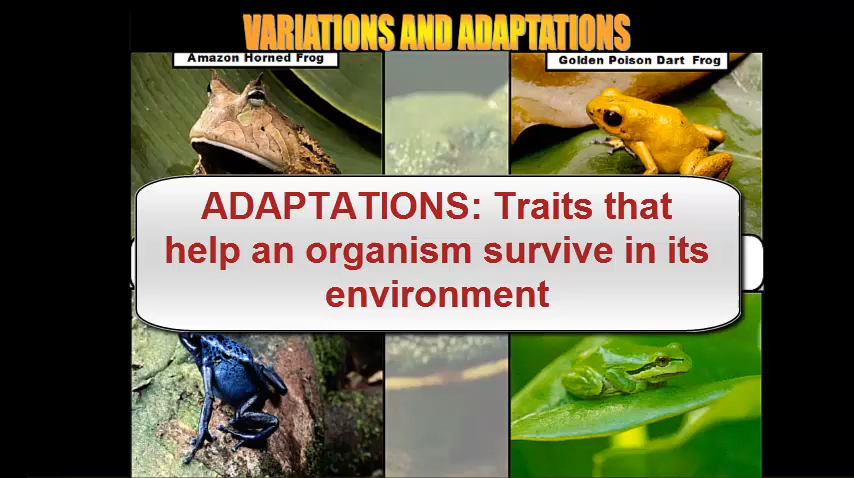 VARIATIONS AND ADAPTATIONS
Amazon Horned Frog
Golden Poison Dart Frog
ADAPTATIONS: Traits that
help an organism survive in its
environment